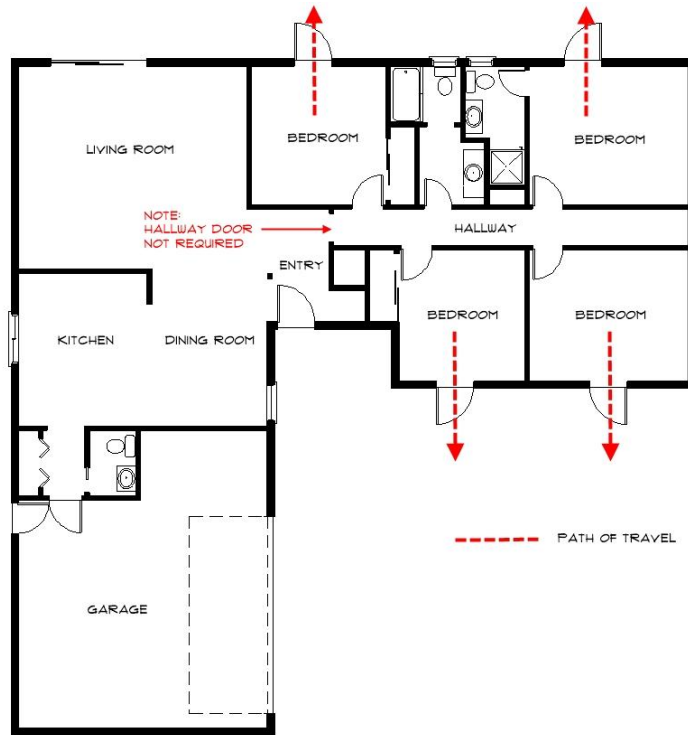 BEDROOM
BEDROOM
LIVING ROOM
NOTE:
HALLWAY DOOR
NOT REQUIRED
HALLWAY
ENTRY
BEDROOM
BEDROOM
KITCHEN
DINING ROOM
PATH OF TRAVEL
GARAGE